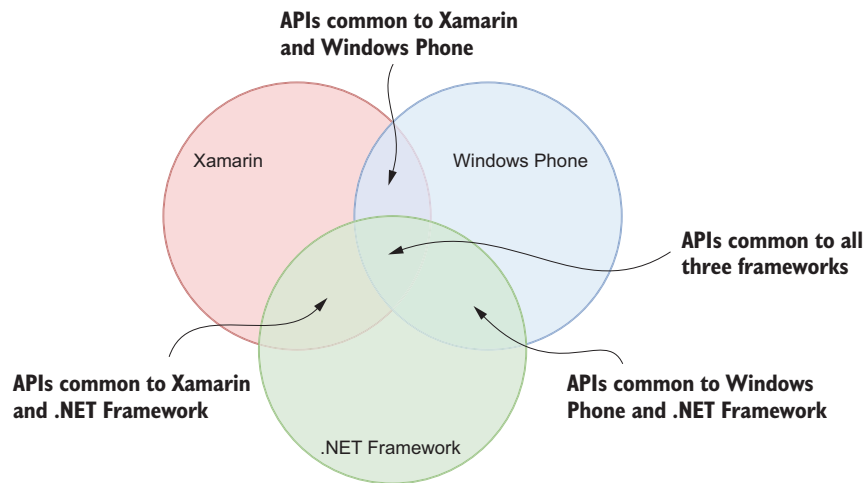 APIs common to Xamarin
and Windows Phone
Xamarin
Windows Phone
APIs common to all
three frameworks
APIs common to Xamarin
and .NET Framework
APIs common to Windows
Phone and .NET Framework
.NET Framework